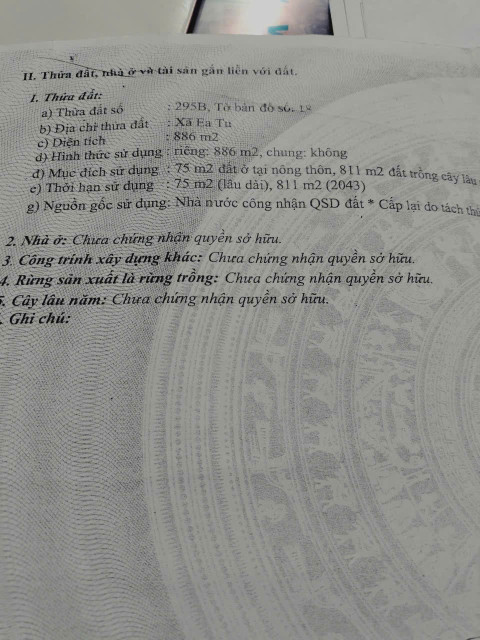 II. Thửa đất, nhà ở và tài sản gắn liền với đất.
1. Thửa đất:
a) Thửa đất số : 295B, Tờ bản đồ số: 18
b) Địa chỉ thửa đất : Xã Ea Tu
c) Diện tích : 886 m2
d) Hình thức sử dụng : riêng: 886 m2, chung: không
đ) Mục đích sử dụng : 75 m2 đất ở tại nông thôn, 811 m2 đất trồng cây lâu
e) Thời hạn sử dụng : 75 m2 (lâu dài), 811 m2 (2043)
g) Nguồn gốc sử dụng: Nhà nước công nhận QSD đất * Cấp lại do tách
2. Nhà ở: Chưa chứng nhận quyền sở hữu.
3. Công trình xây dựng khác: Chưa chứng nhận quyền sở hữu.
4. Rừng sản xuất là rừng trồng: Chưa chứng nhận quyền sở hữu.
5. Cây lâu năm: Chưa chứng nhận quyền sở hữu.
. Ghi chú: